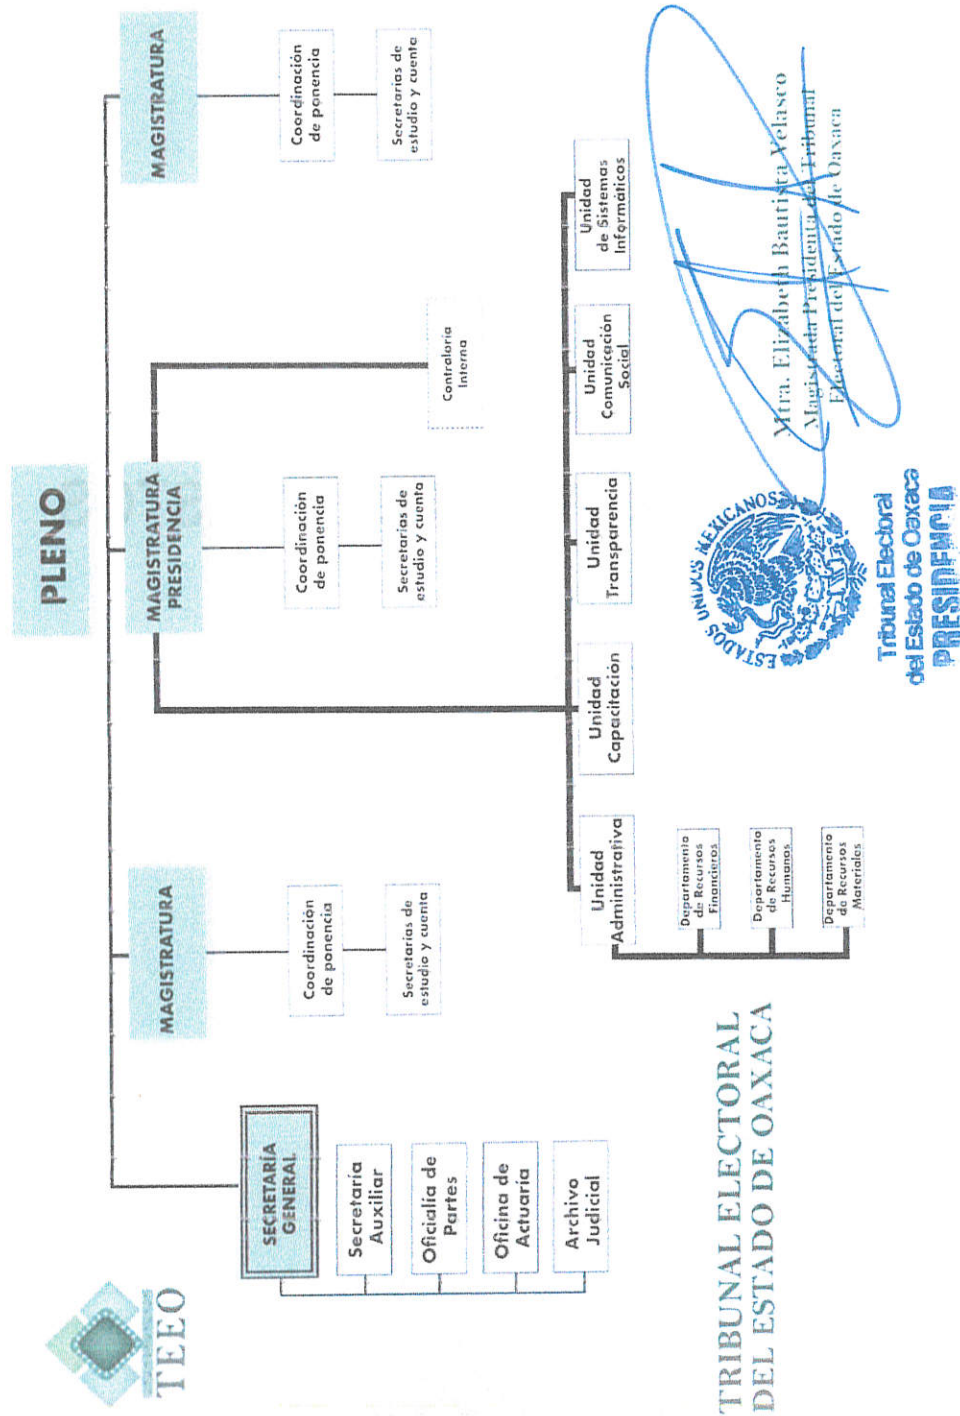 TEEO
PLENO
SECRETARÍA
GENERAL
Secretaría
Auxiliar
Oficialía de
Partes
Oficina de
Actuaría
Archivo
Judicial
MAGISTRATURA
Coordinación
de ponencia
Secretarias de
estudio y cuenta
MAGISTRATURA
PRESIDENCIA
Coordinación
de ponencia
Secretarias de
estudio y cuenta
Contraloría
Interna
MAGISTRATURA
Coordinación
de ponencia
Secretarias de
estudio y cuenta
Unidad
Administrativa
Departamento
de Recursos
Financieros
Departamento
de Recursos
Humanos
Departamento
de Recursos
Materiales
Unidad
Capacitación
Unidad
Transparencia
Unidad
Comunicación
Social
Unidad
de Sistemas
Informáticos
TRIBUNAL ELECTORAL
DEL ESTADO DE OAXACA
ESTADOS UNIDOS MEXICANOS
Tribunal Electoral
del Estado de Oaxaca
PRESIDENCIA
Mtra. Elizabeth Bautista Velasco
Magistrada Presidenta del Tribunal
Electoral del Estado de Oaxaca